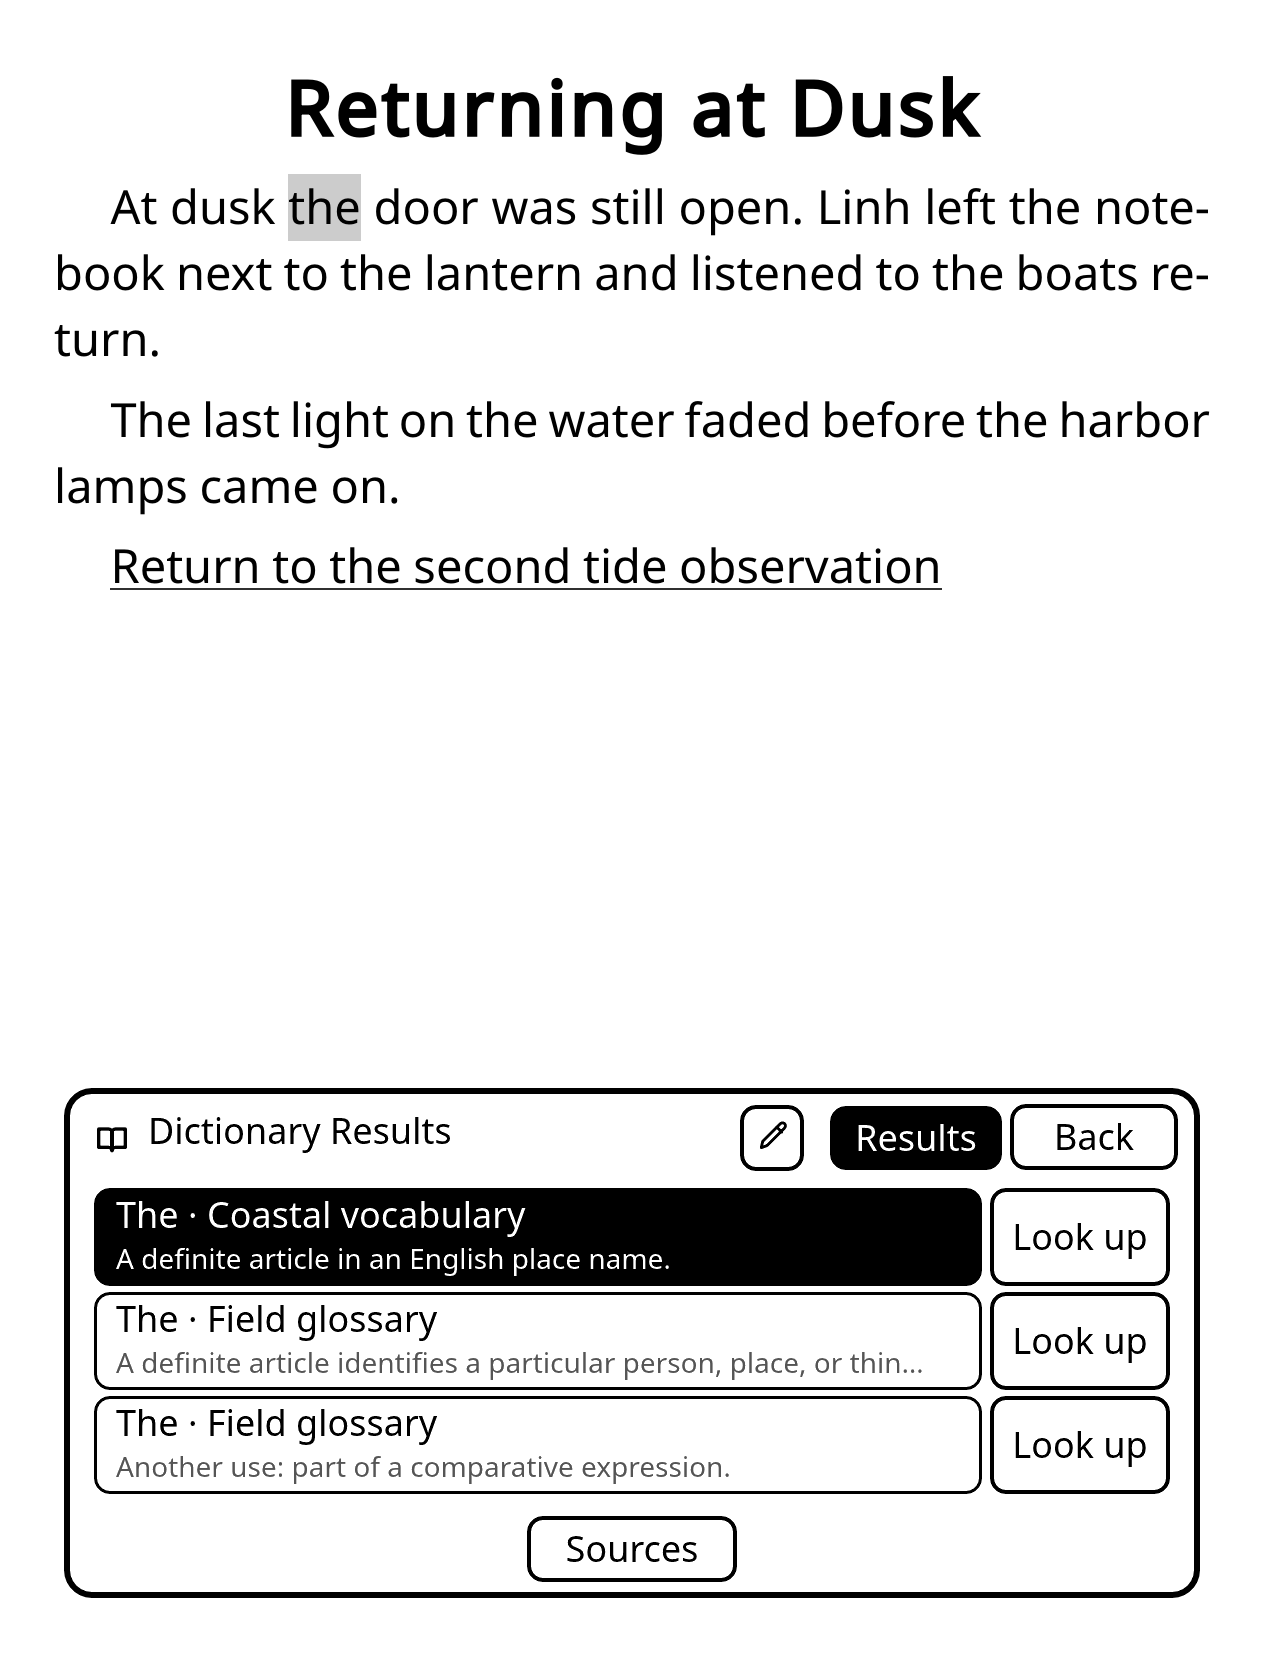 Returning at Dusk
At dusk the door was still open. Linh left the note-
book next to the lantern and listened to the boats re-
turn.
The last light on the water faded before the harbor
lamps came on.
Return to the second tide observation
Dictionary Results
Results
Back
The · Coastal vocabulary
A definite article in an English place name.
Look up
The · Field glossary
A definite article identifies a particular person, place, or thin...
Look up
The · Field glossary
Another use: part of a comparative expression.
Look up
Sources